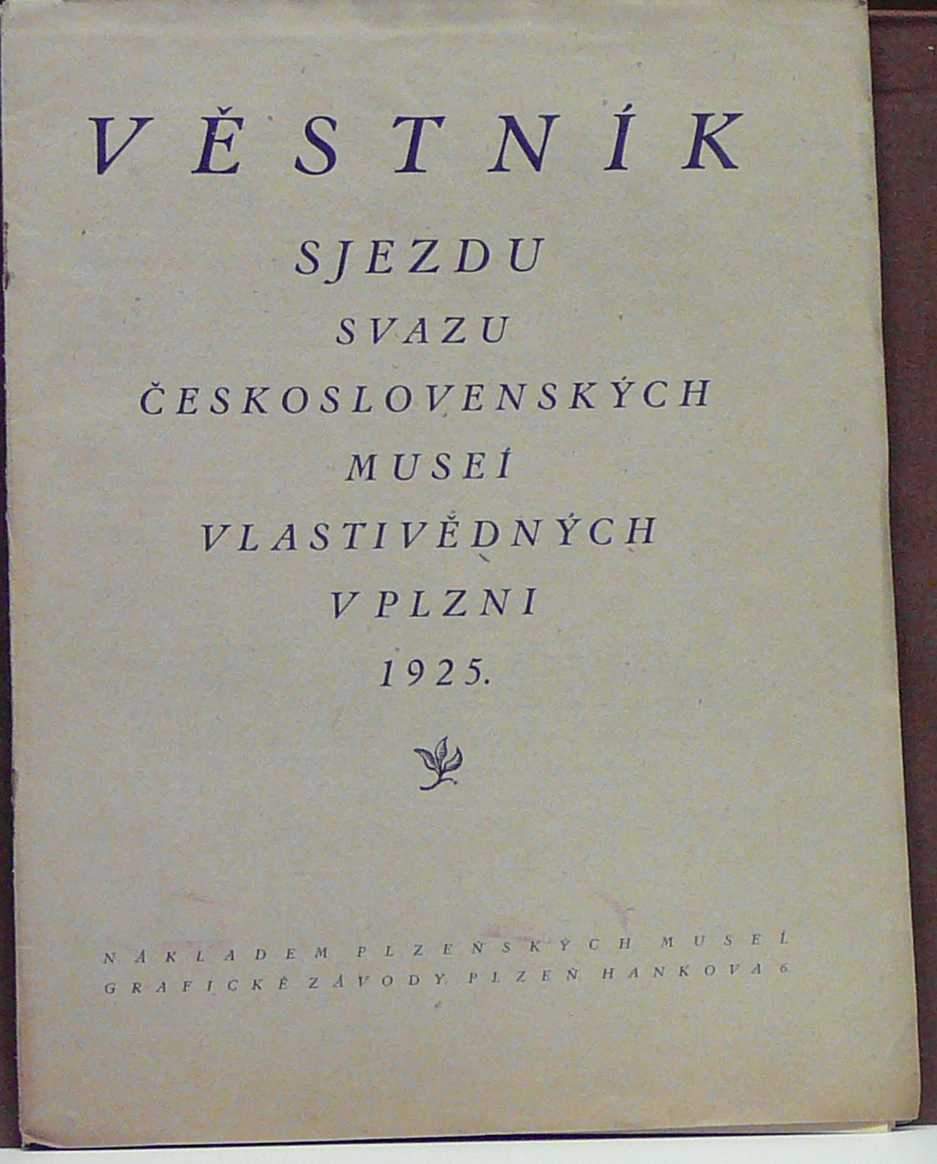 VĚSTNÍK
SJEZDU
SVAZU
ČESKOSLOVENSKÝCH
MUSEÍ
VLASTIVĚDNÝCH
V PLZNI
1925.
NÁKLADEM PLZEŇSKÝCH MUSEÍ.
GRAFICKÉ ZÁVODY. PLZEŇ. HANKOVA 6.